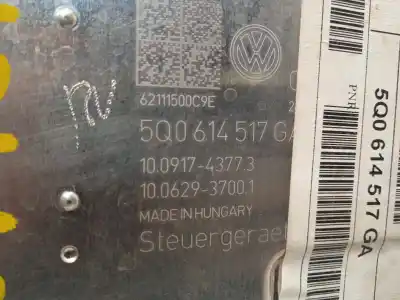 62111500C9E
5Q0 614 517 GA
10.0917-4377.3
10.0629-3700.1
MADE IN HUNGARY
Steuergerae
PNR
5Q0 614 517 GA